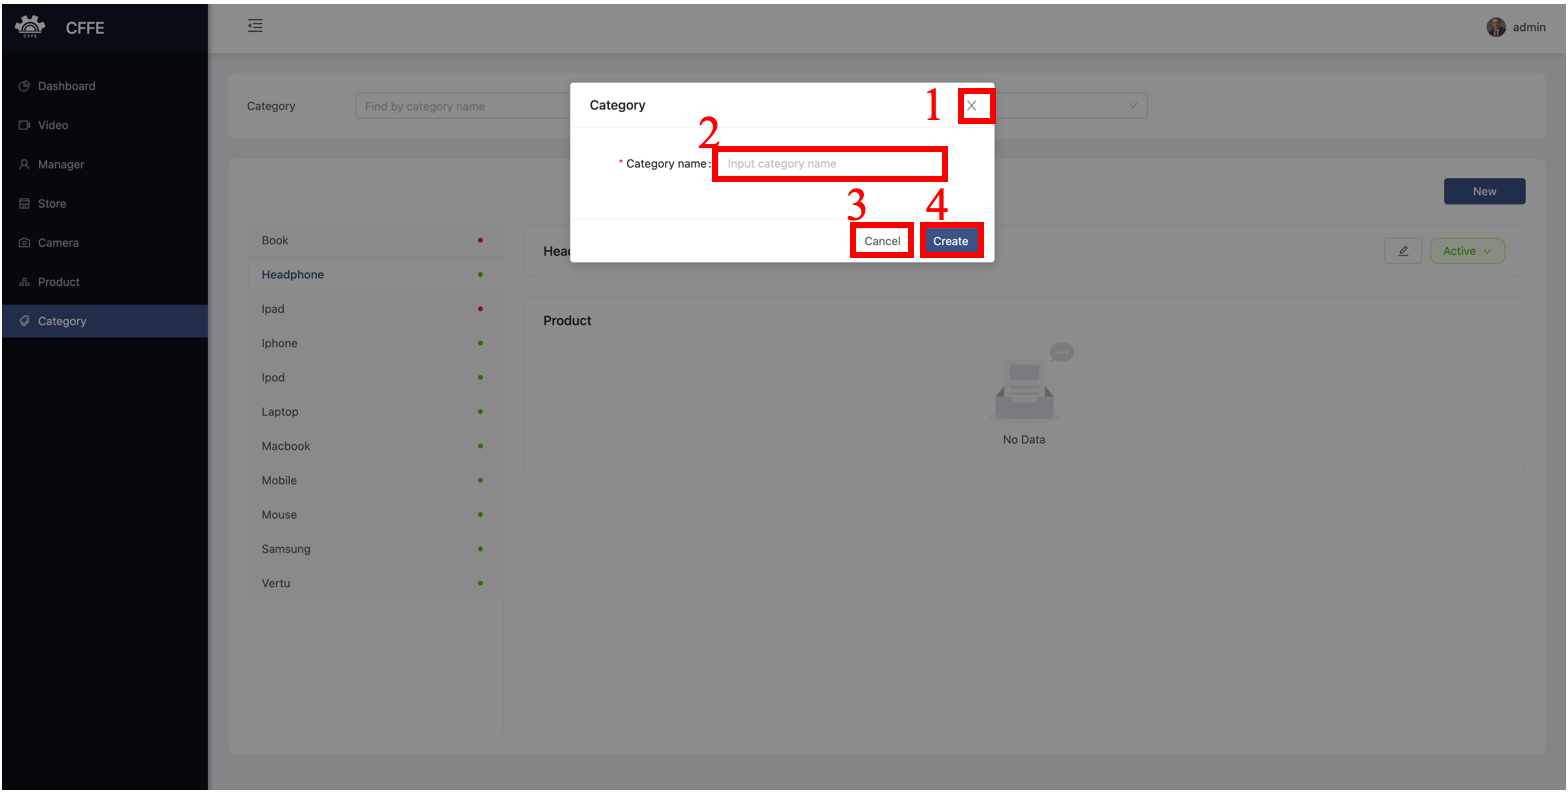 CFFE
CFFE
admin
Dashboard
Video
Manager
Store
Camera
Product
Category
Category
Find by category name
Category
1
2
* Category name:
Input category name
3
4
Cancel
Create
New
Book
Headphone
Ipad
Iphone
Ipod
Laptop
Macbook
Mobile
Mouse
Samsung
Vertu
Hea
Active
Product
No Data